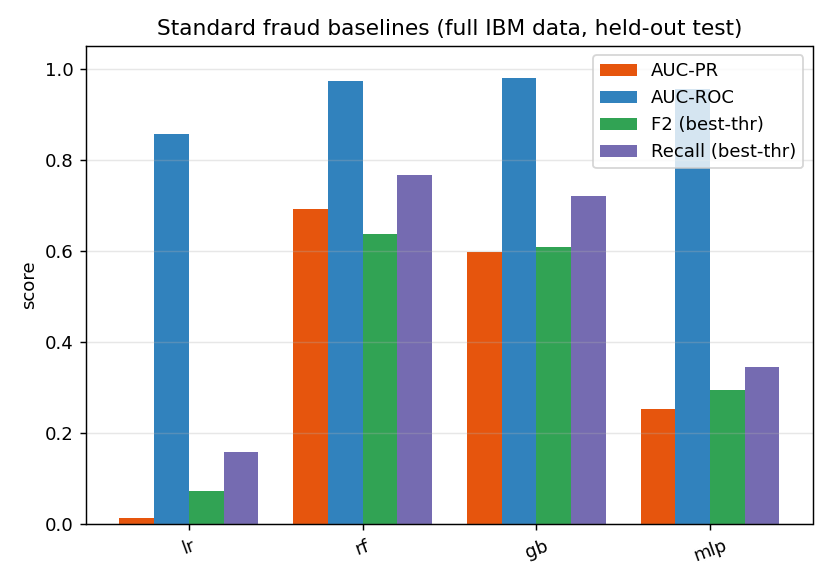 Standard fraud baselines (full IBM data, held-out test)
AUC-PR
AUC-ROC
F2 (best-thr)
Recall (best-thr)
score
1.0
0.8
0.6
0.4
0.2
0.0
lr
rf
gb
mlp